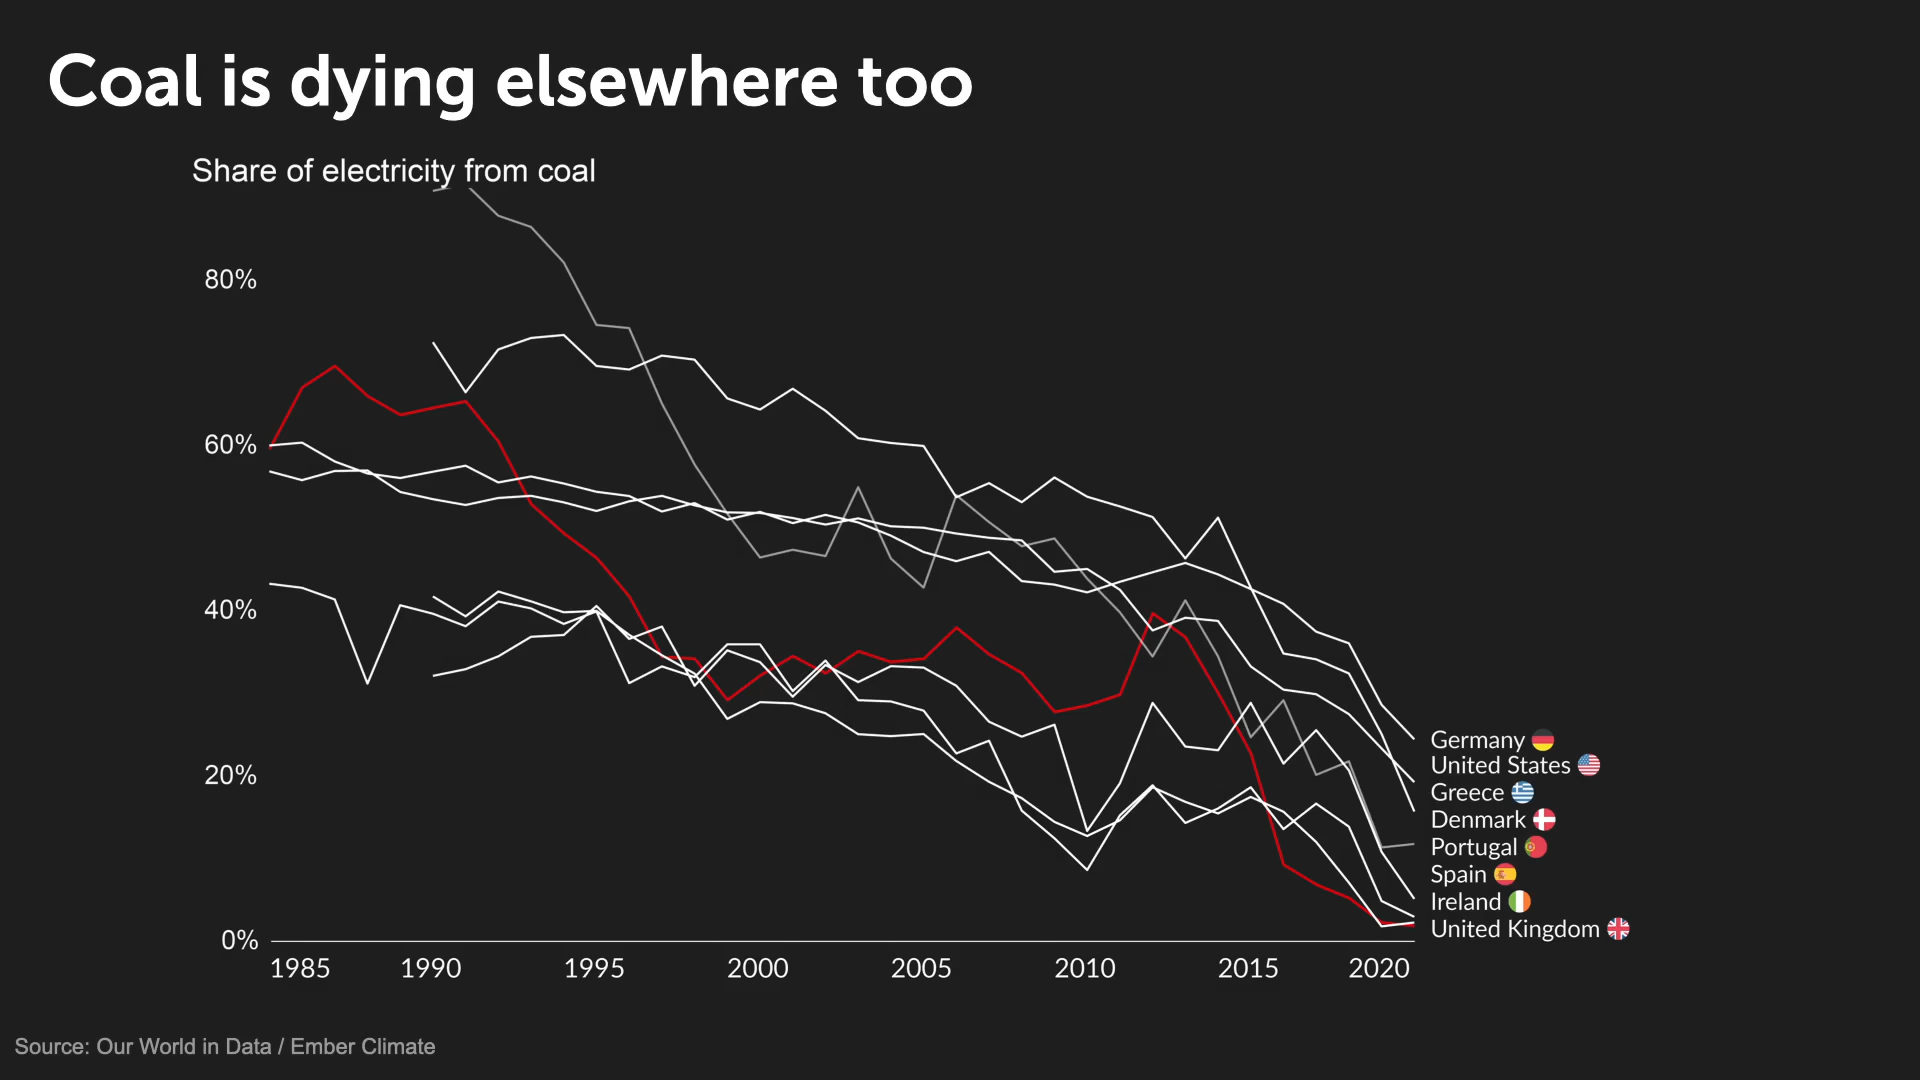 Coal is dying elsewhere too
Share of electricity from coal
80%
60%
40%
20%
0%
1985 1990 1995 2000 2005 2010 2015 2020
Germany
United States
Greece
Denmark
Portugal
Spain
Ireland
United Kingdom
Source: Our World in Data / Ember Climate